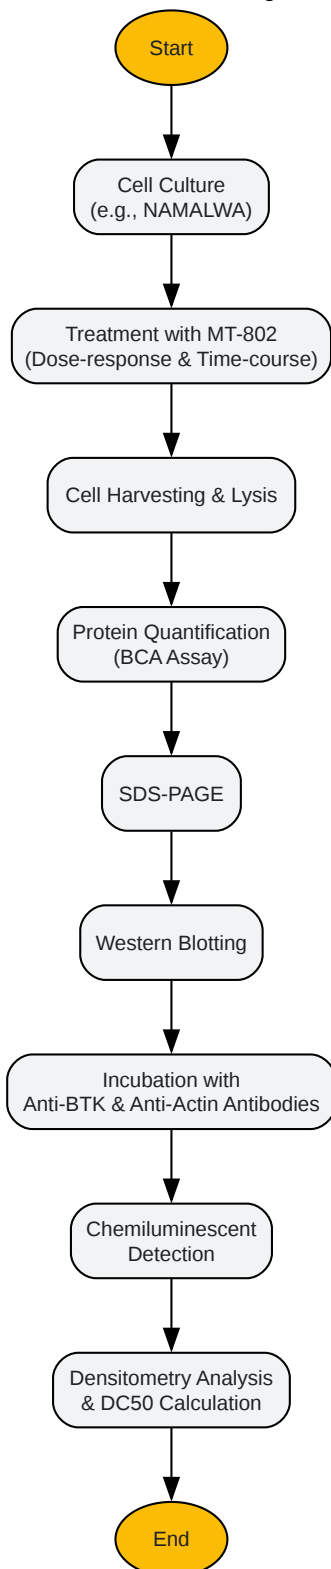 Start
Cell Culture
(e.g., NAMALWA)
Treatment with MT-802
(Dose-response & Time-course)
Cell Harvesting & Lysis
Protein Quantification
(BCA Assay)
SDS-PAGE
Western Blotting
Incubation with
Anti-BTK & Anti-Actin Antibodies
Chemiluminescent
Detection
Densitometry Analysis
& DC50 Calculation
End